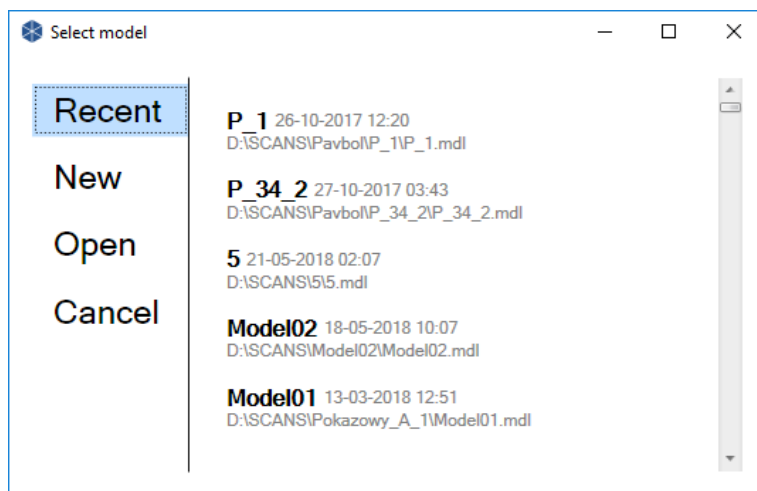 Select model
Recent
New
Open
Cancel
P_1 26-10-2017 12:20
D:\SCANS\Pavbol\P_1\P_1.mdl
P_34_2 27-10-2017 03:43
D:\SCANS\Pavbol\P_34_2\P_34_2.mdl
5 21-05-2018 02:07
D:\SCANS\5\5.mdl
Model02 18-05-2018 10:07
D:\SCANS\Model02\Model02.mdl
Model01 13-03-2018 12:51
D:\SCANS\Pokazowy_A_1\Model01.mdl